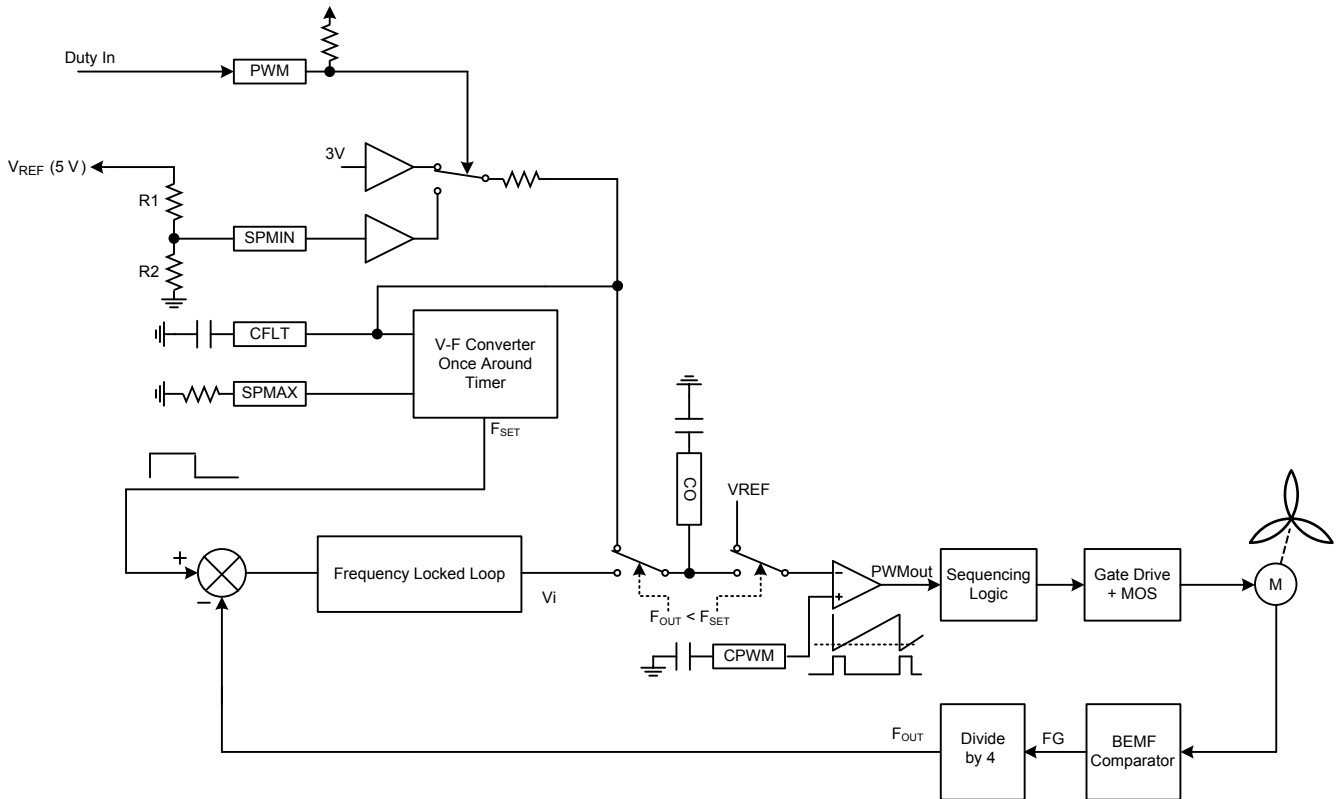 Duty In
PWM
3V
VREF (5 V)
R1
SPMIN
R2
CFLT
V-F Converter
Once Around
Timer
SPMAX
FSET
CO
VREF
+
Frequency Locked Loop
Vi
−
FOUT < FSET
−
+
PWMout
Sequencing
Logic
Gate Drive
+ MOS
M
CPWM
FOUT
Divide
by 4
FG
BEMF
Comparator